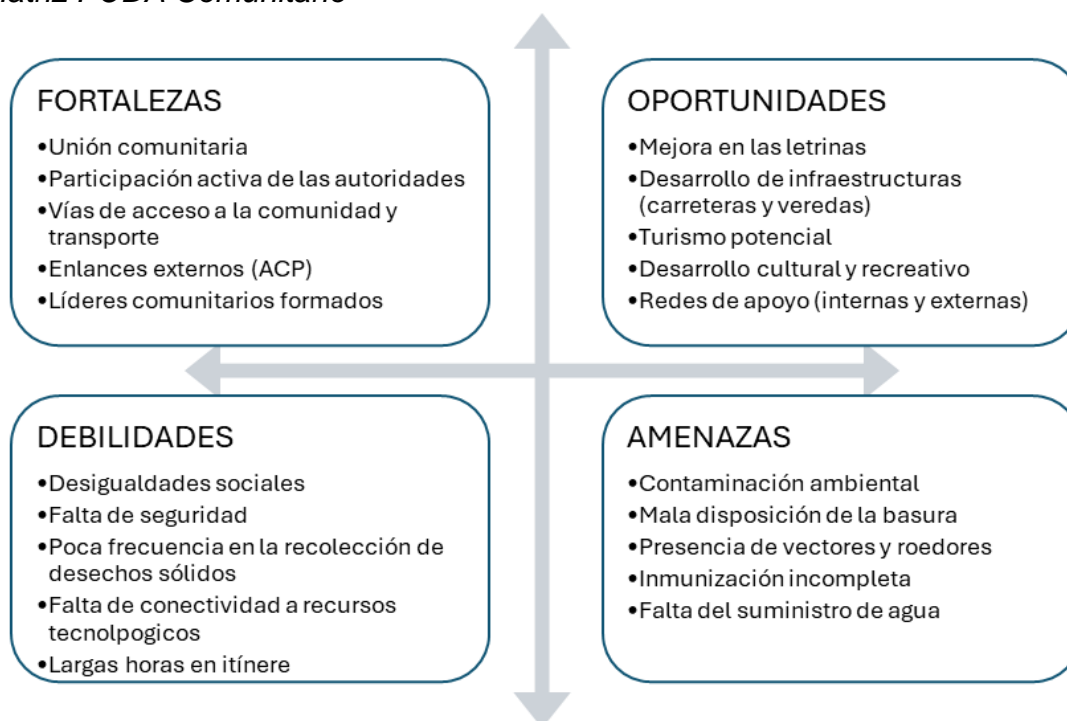 Matriz FODA Comunitario
FORTALEZAS
•Unión comunitaria
•Participación activa de las autoridades
•Vías de acceso a la comunidad y
transporte
•Enlances externos (ACP)
•Líderes comunitarios formados
OPORTUNIDADES
•Mejora en las letrinas
•Desarrollo de infraestructuras
(carreteras y veredas)
•Turismo potencial
•Desarrollo cultural y recreativo
•Redes de apoyo (internas y externas)
DEBILIDADES
•Desigualdades sociales
•Falta de seguridad
•Poca frecuencia en la recolección de
desechos sólidos
•Falta de conectividad a recursos
tecnolpogicos
•Largas horas en itínere
AMENAZAS
•Contaminación ambiental
•Mala disposición de la basura
•Presencia de vectores y roedores
•Inmunización incompleta
•Falta del suministro de agua